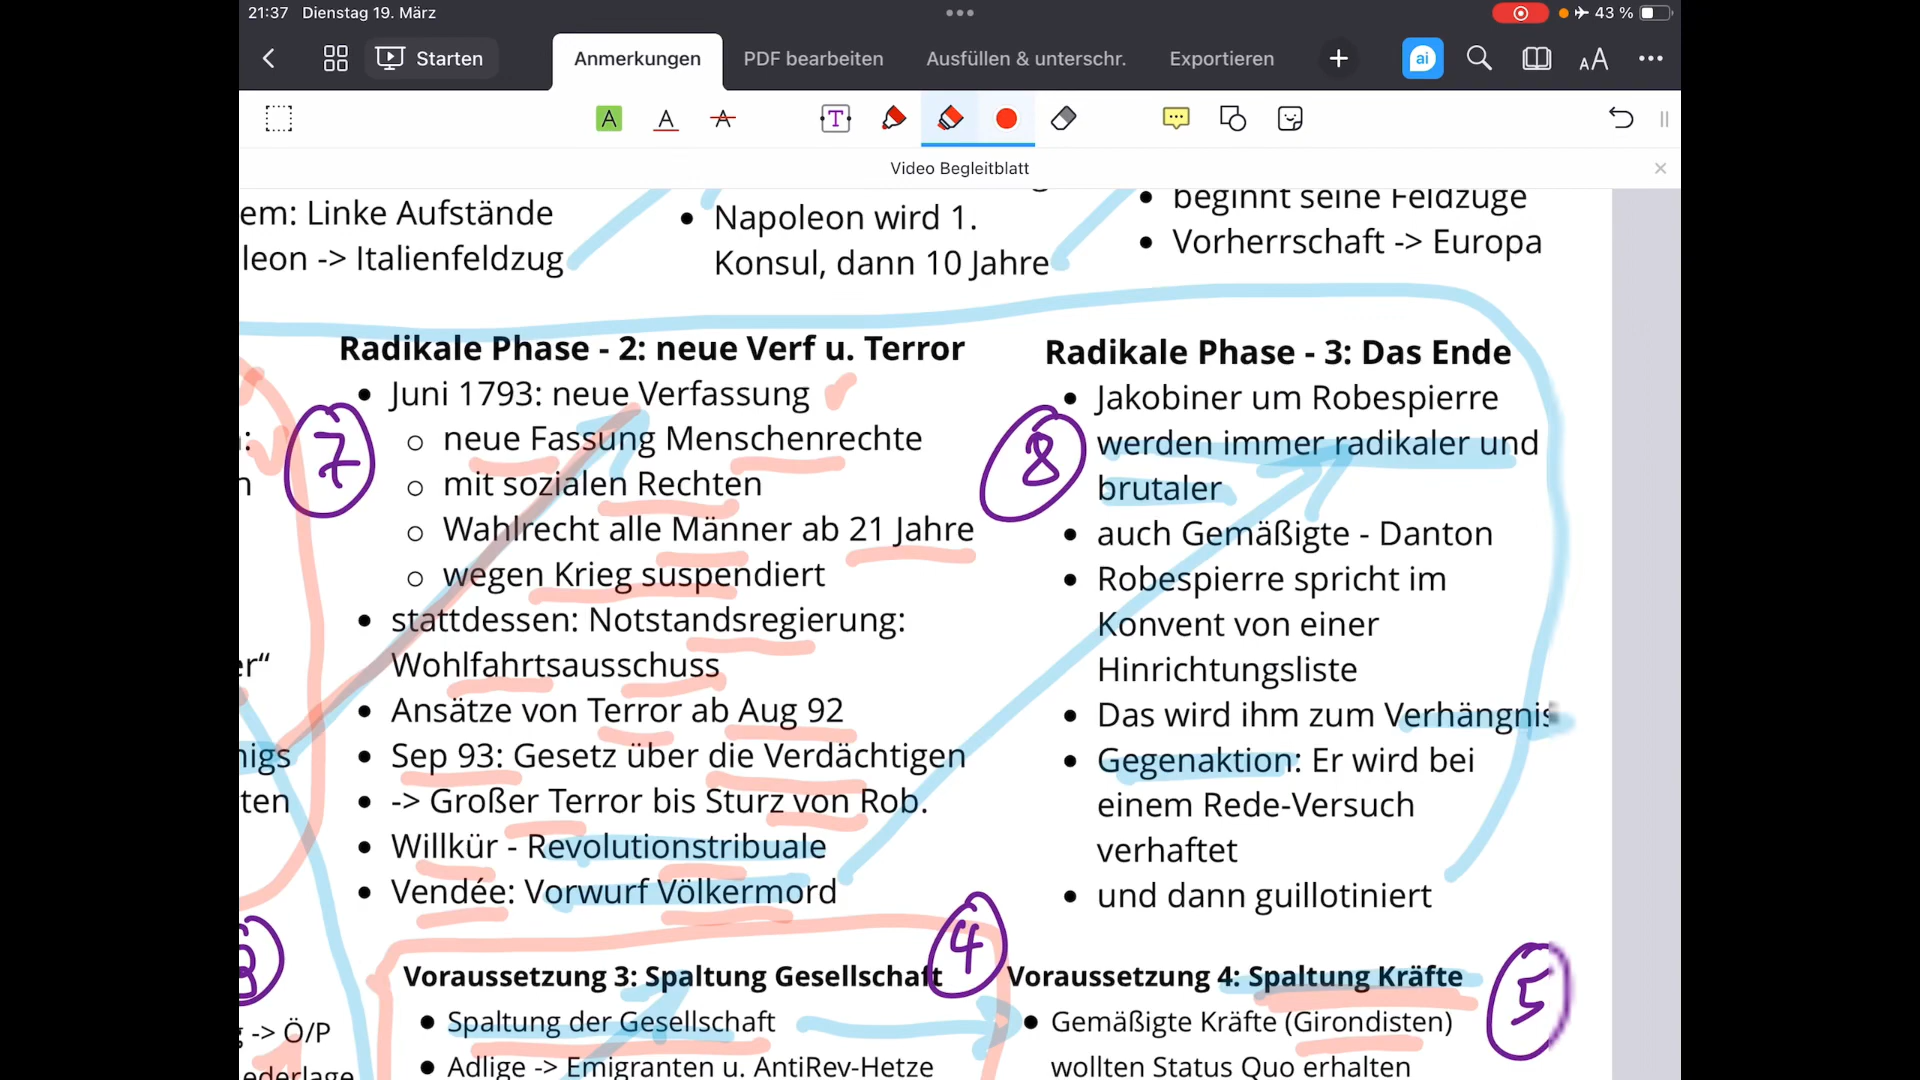 21:37 Dienstag 19. März
43 %
Starten
Anmerkungen
PDF bearbeiten
Ausfüllen & unterschr.
Exportieren
ai
AA
A A A T
Video Begleitblatt
em: Linke Aufstände
leon -> Italienfeldzug
• Napoleon wird 1.
Konsul, dann 10 Jahre
• beginnt seine Feldzüge
• Vorherrschaft -> Europa
Radikale Phase - 2: neue Verf u. Terror
• Juni 1793: neue Verfassung
7
○ neue Fassung Menschenrechte
○ mit sozialen Rechten
○ Wahlrecht alle Männer ab 21 Jahre
○ wegen Krieg suspendiert
• stattdessen: Notstandsregierung:
Wohlfahrtsausschuss
• Ansätze von Terror ab Aug 92
• Sep 93: Gesetz über die Verdächtigen
• -> Großer Terror bis Sturz von Rob.
• Willkür - Revolutionstribuale
• Vendée: Vorwurf Völkermord
Radikale Phase - 3: Das Ende
• Jakobiner um Robespierre
8
werden immer radikaler und
brutaler
• auch Gemäßigte - Danton
• Robespierre spricht im
Konvent von einer
Hinrichtungsliste
• Das wird ihm zum Verhängnis
• Gegenaktion: Er wird bei
einem Rede-Versuch
verhaftet
• und dann guillotiniert
er“
nigs
ten
-> Ö/P
ederlage
4
Voraussetzung 3: Spaltung Gesellschaft
• Spaltung der Gesellschaft
• Adlige -> Emigranten u. AntiRev-Hetze
5
Voraussetzung 4: Spaltung Kräfte
• Gemäßigte Kräfte (Girondisten)
wollten Status Quo erhalten